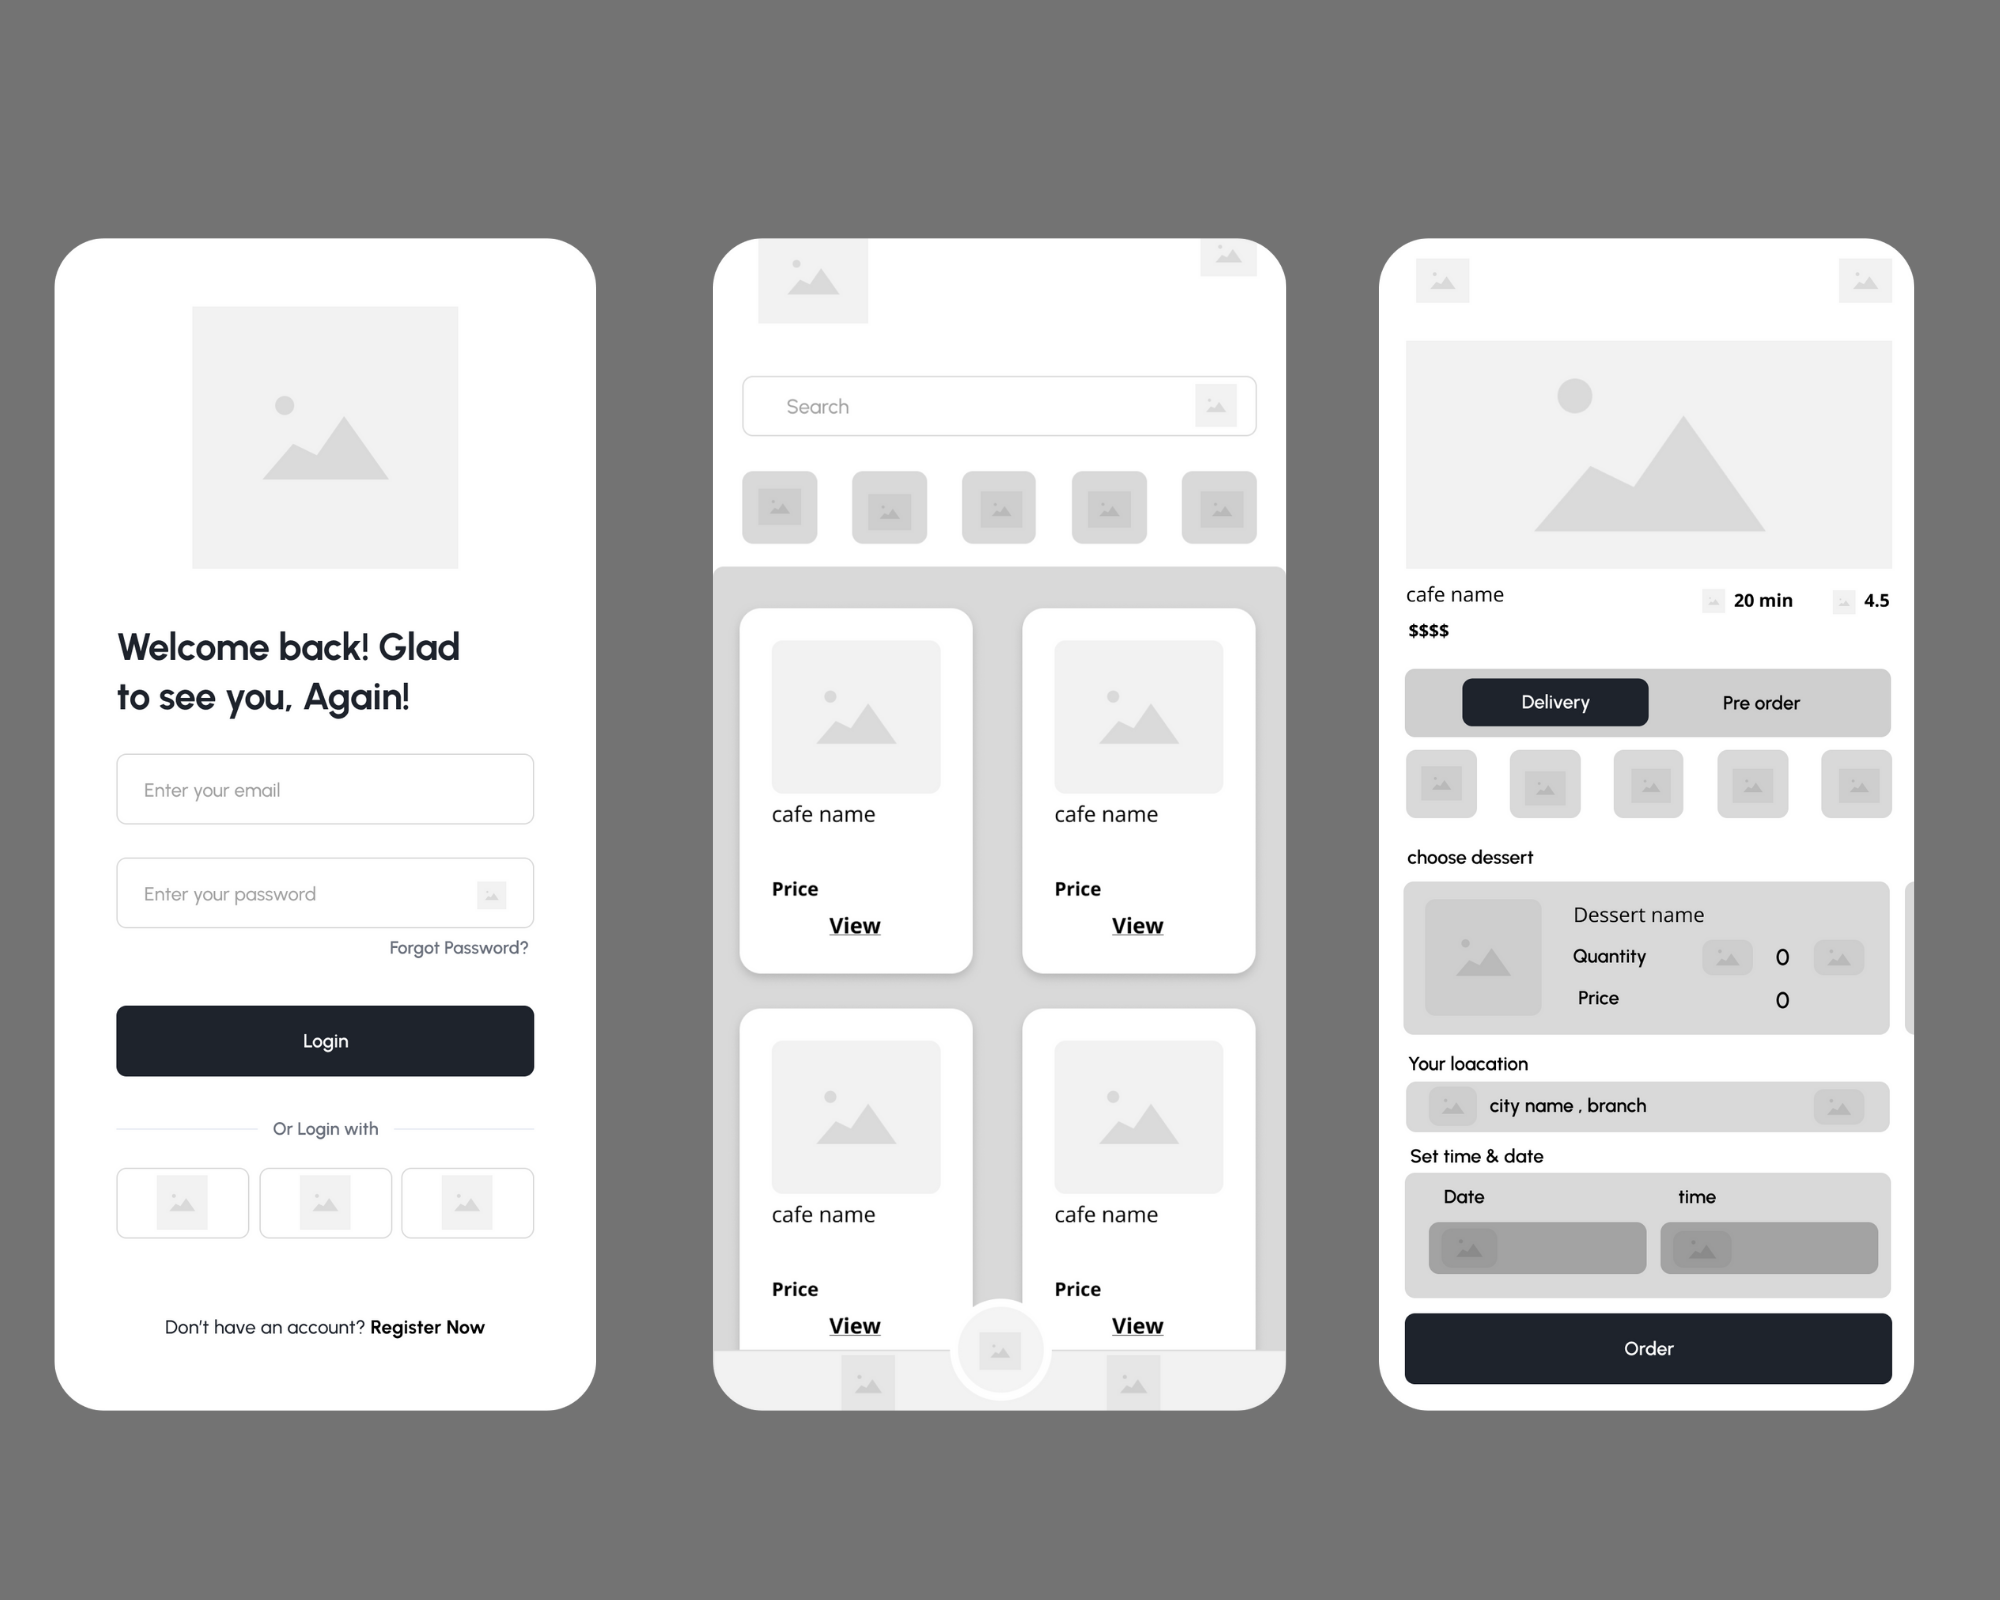 Welcome back! Glad
to see you, Again!
Enter your email
Enter your password
Forgot Password?
Login
Or Login with
Don't have an account? Register Now
Search
cafe name
Price
View
cafe name
Price
View
cafe name
Price
View
cafe name
Price
View
cafe name
20 min
4.5
$$$$
Delivery
Pre order
choose dessert
Dessert name
Quantity
0
Price
0
Your loacation
city name , branch
Set time & date
Date
time
Order